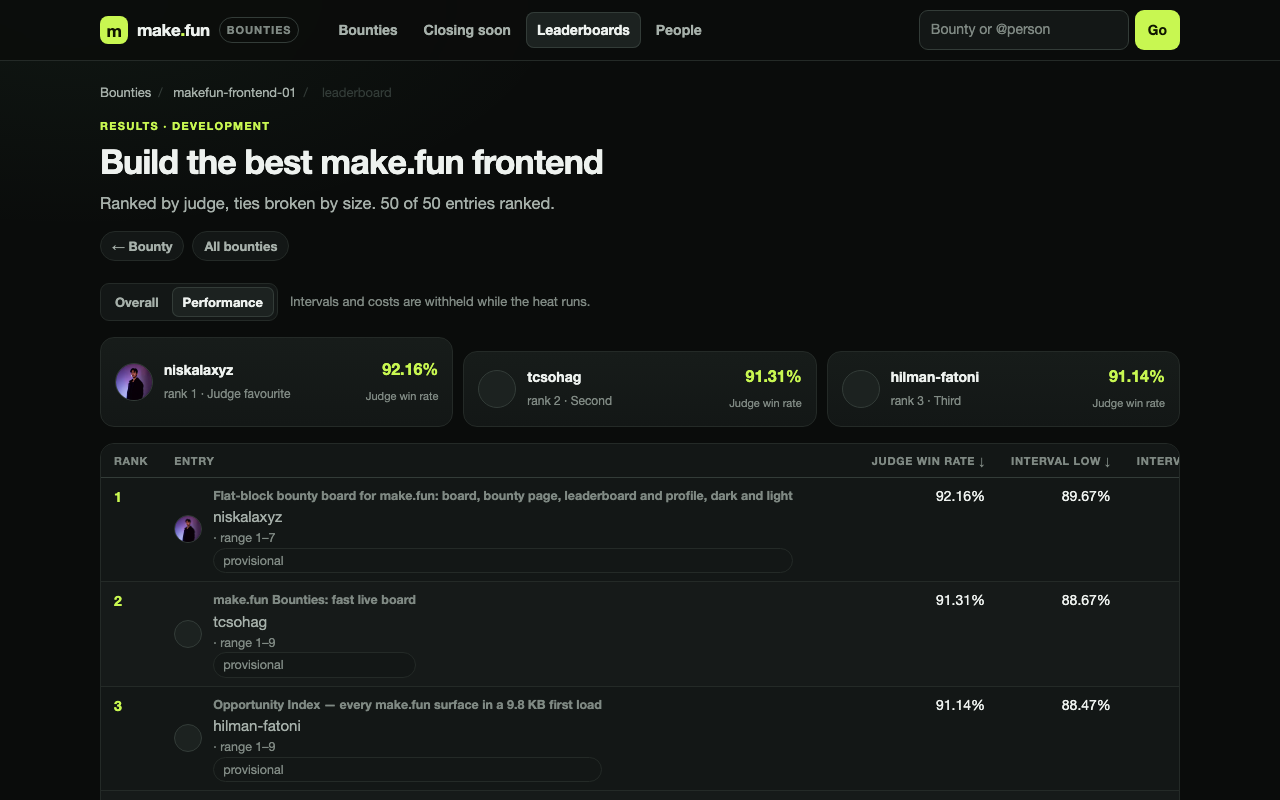 m make.fun BOUNTIES Bounties Closing soon Leaderboards People Bounty or @person Go
Bounties / makefun-frontend-01 / leaderboard
RESULTS · DEVELOPMENT
Build the best make.fun frontend
Ranked by judge, ties broken by size. 50 of 50 entries ranked.
← Bounty All bounties
Overall Performance Intervals and costs are withheld while the heat runs.
niskalaxyz 92.16%
rank 1 · Judge favourite Judge win rate
tcsohag 91.31%
rank 2 · Second Judge win rate
hilman-fatoni 91.14%
rank 3 · Third Judge win rate
RANK ENTRY JUDGE WIN RATE ↓ INTERVAL LOW ↓ INTERV
1 Flat-block bounty board for make.fun: board, bounty page, leaderboard and profile, dark and light 92.16% 89.67%
niskalaxyz
· range 1–7
provisional
2 make.fun Bounties: fast live board 91.31% 88.67%
tcsohag
· range 1–9
provisional
3 Opportunity Index — every make.fun surface in a 9.8 KB first load 91.14% 88.47%
hilman-fatoni
· range 1–9
provisional